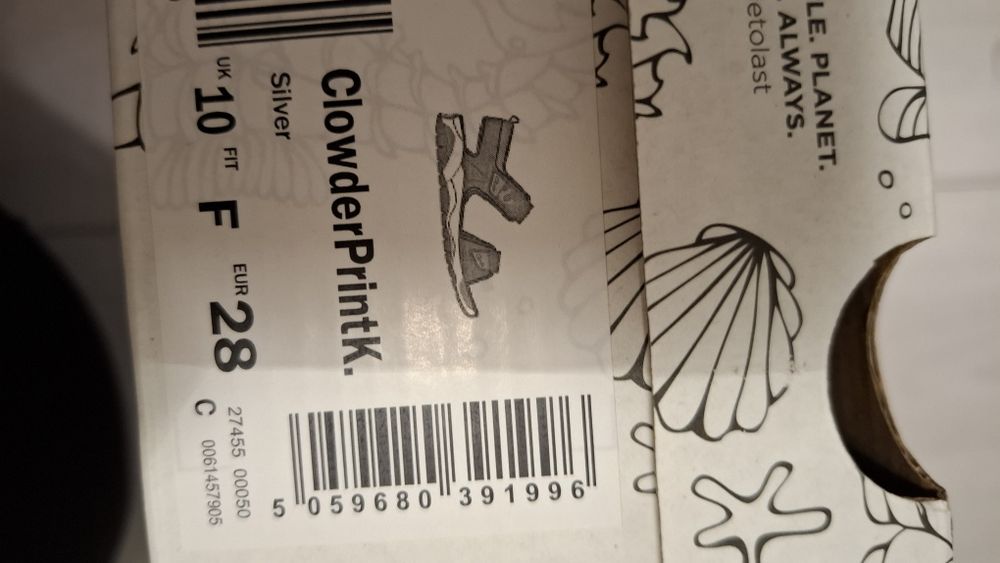 ClowderPrintK.
Silver
UK 10 FIT F EUR 28
27455 00050
C 0061457905
5 059680 391996
LE. PLANET.
ALWAYS.
etolast